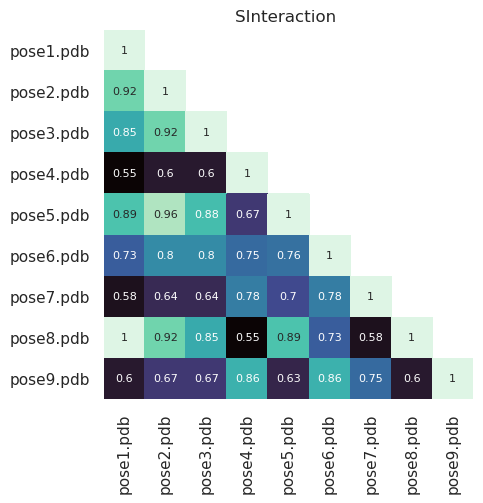 SInteraction
pose1.pdb 1
pose2.pdb 0.92 1
pose3.pdb 0.85 0.92 1
pose4.pdb 0.55 0.6 0.6 1
pose5.pdb 0.89 0.96 0.88 0.67 1
pose6.pdb 0.73 0.8 0.8 0.75 0.76 1
pose7.pdb 0.58 0.64 0.64 0.78 0.7 0.78 1
pose8.pdb 1 0.92 0.85 0.55 0.89 0.73 0.58 1
pose9.pdb 0.6 0.67 0.67 0.86 0.63 0.86 0.75 0.6 1
pose1.pdb pose2.pdb pose3.pdb pose4.pdb pose5.pdb pose6.pdb pose7.pdb pose8.pdb pose9.pdb